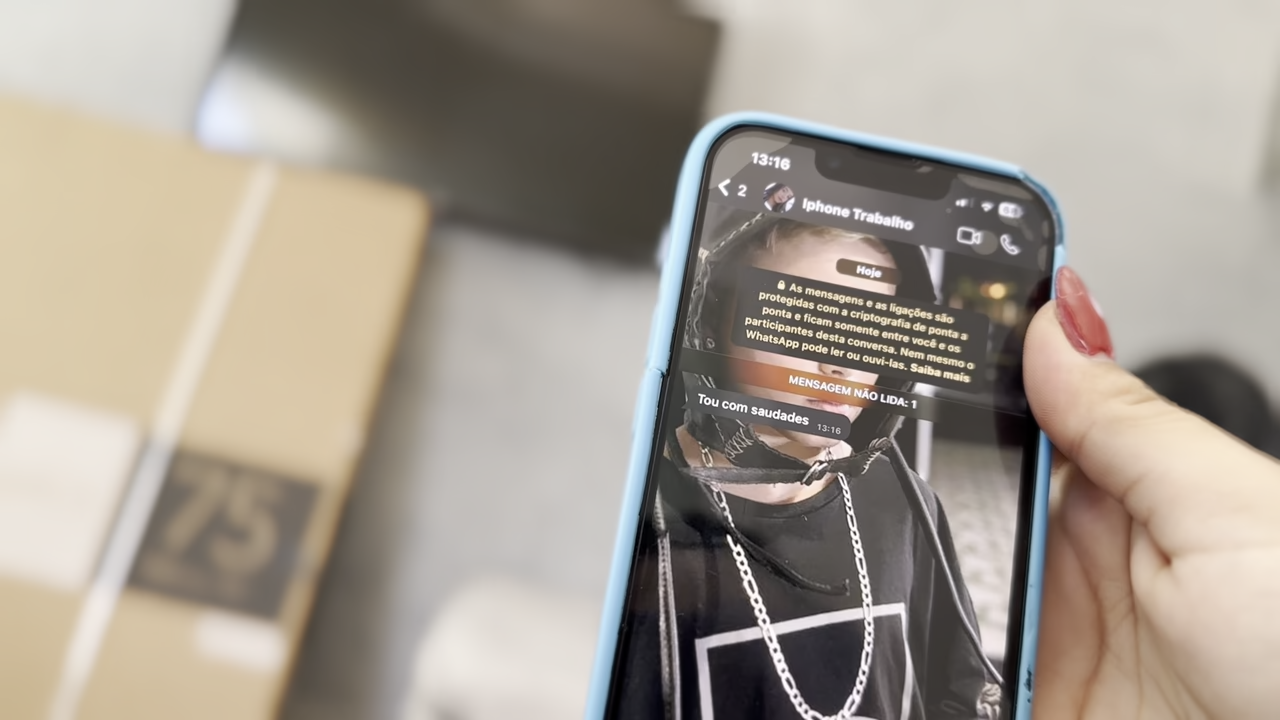 75
13:16
2
Iphone Trabalho
Hoje
As mensagens e as ligações são
protegidas com a criptografia de ponta a
ponta e ficam somente entre você e os
participantes desta conversa. Nem mesmo o
WhatsApp pode ler ou ouvi-las. Saiba mais
MENSAGEM NÃO LIDA: 1
Tou com saudades 13:16